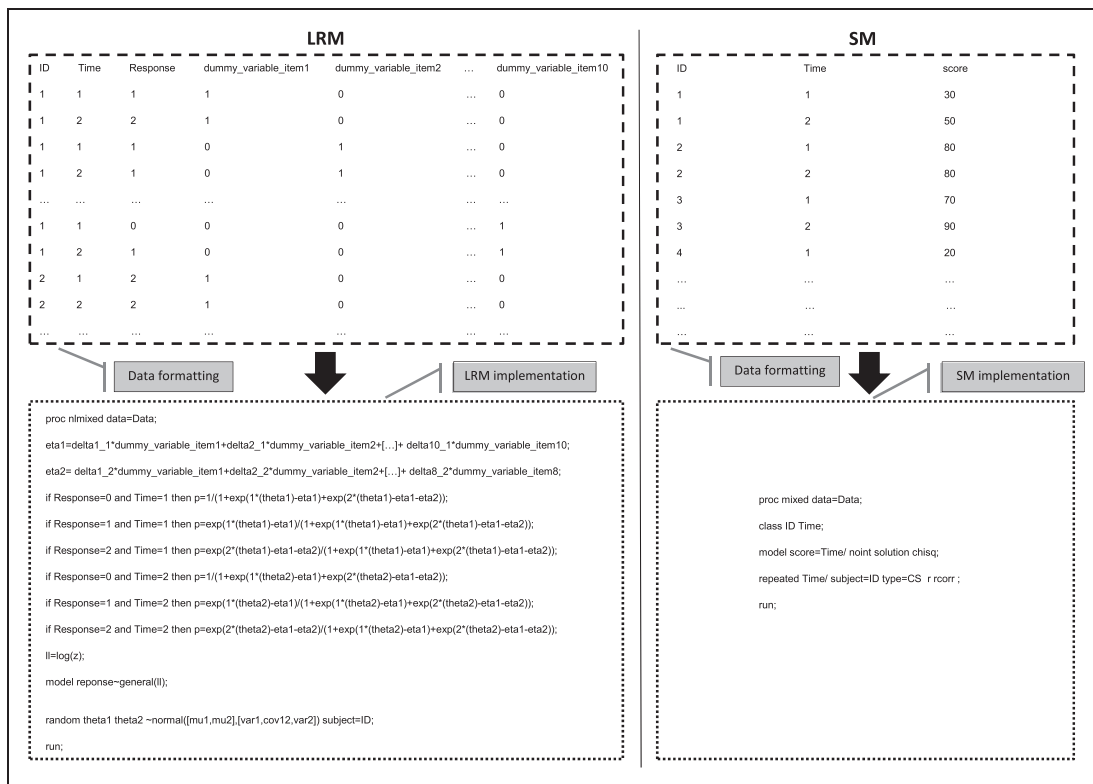 LRM
ID Time Response dummy_variable_item1 dummy_variable_item2 ... dummy_variable_item10
1 1 1 1 0 ... 0
1 2 2 1 0 ... 0
1 1 1 0 1 ... 0
1 2 1 0 1 ... 0
... ... ... ... ... ... ...
1 1 0 0 0 ... 1
1 2 1 0 0 ... 1
2 1 2 1 0 ... 0
2 2 2 1 0 ... 0
... ... ... ... ... ... ...
Data formatting
LRM implementation
proc nlmixed data=Data;
eta1=delta1_1*dummy_variable_item1+delta2_1*dummy_variable_item2+[...]+ delta10_1*dummy_variable_item10;
eta2= delta1_2*dummy_variable_item1+delta2_2*dummy_variable_item2+[...]+ delta8_2*dummy_variable_item8;
if Response=0 and Time=1 then p=1/(1+exp(1*(theta1)-eta1)+exp(2*(theta1)-eta1-eta2));
if Response=1 and Time=1 then p=exp(1*(theta1)-eta1)/(1+exp(1*(theta1)-eta1)+exp(2*(theta1)-eta1-eta2));
if Response=2 and Time=1 then p=exp(2*(theta1)-eta1-eta2)/(1+exp(1*(theta1)-eta1)+exp(2*(theta1)-eta1-eta2));
if Response=0 and Time=2 then p=1/(1+exp(1*(theta2)-eta1)+exp(2*(theta2)-eta1-eta2));
if Response=1 and Time=2 then p=exp(1*(theta2)-eta1)/(1+exp(1*(theta2)-eta1)+exp(2*(theta2)-eta1-eta2));
if Response=2 and Time=2 then p=exp(2*(theta2)-eta1-eta2)/(1+exp(1*(theta2)-eta1)+exp(2*(theta2)-eta1-eta2));
ll=log(z);
model reponse~general(ll);
random theta1 theta2 ~normal([mu1,mu2],[var1,cov12,var2]) subject=ID;
run;
SM
ID Time score
1 1 30
1 2 50
2 1 80
2 2 80
3 1 70
3 2 90
4 1 20
... ... ...
... ... ...
... ... ...
Data formatting
SM implementation
proc mixed data=Data;
class ID Time;
model score=Time/ noint solution chisq;
repeated Time/ subject=ID type=CS r rcorr ;
run;